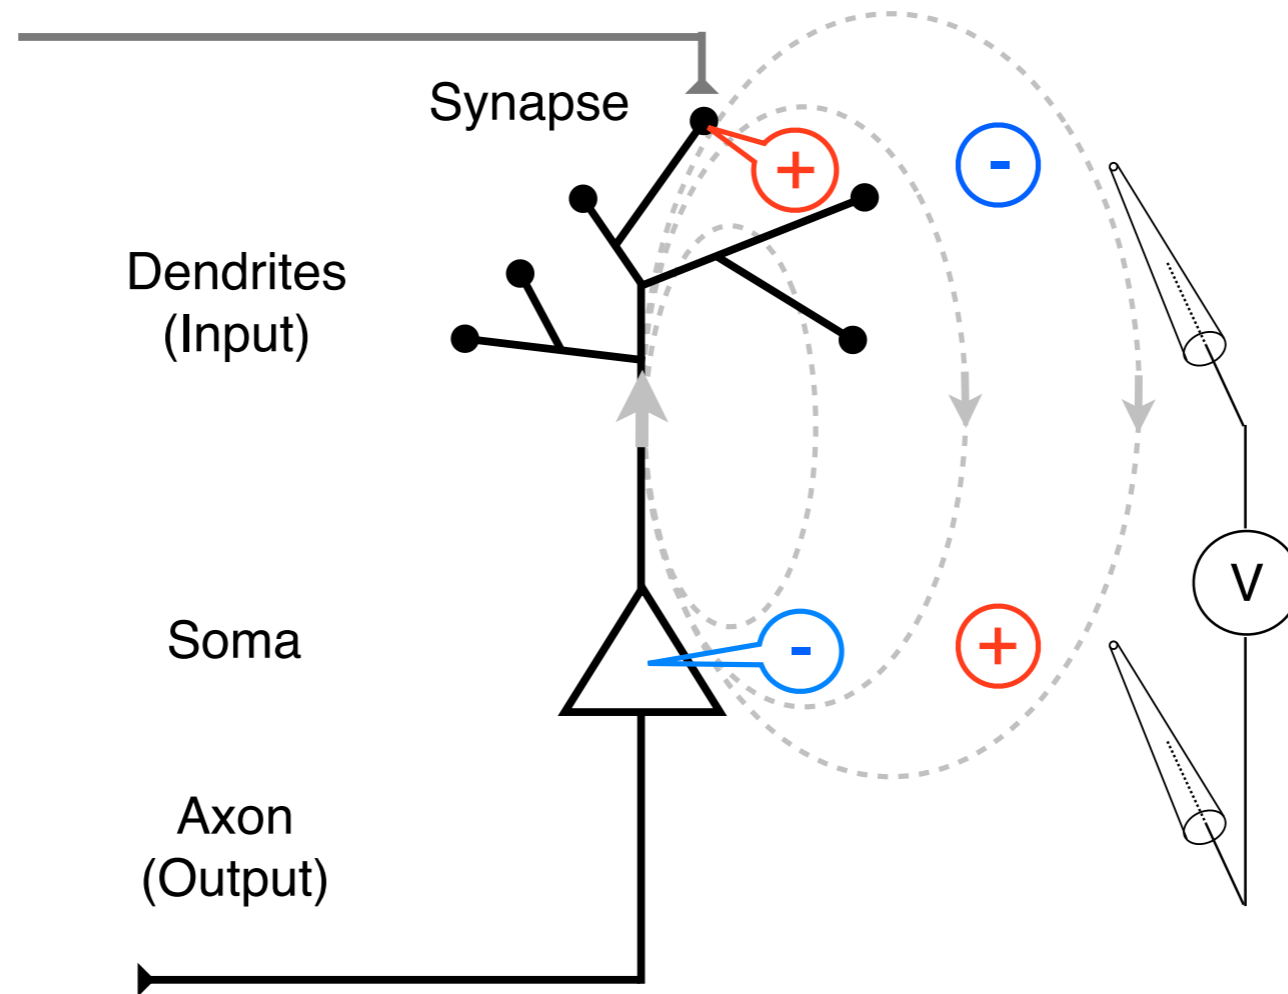 Synapse
+
-
Dendrites
(Input)
V
Soma
-
+
Axon
(Output)